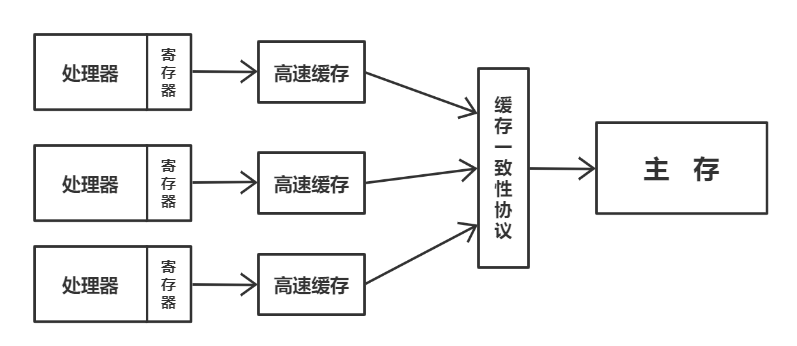 处理器
寄存器
高速缓存
处理器
寄存器
高速缓存
处理器
寄存器
高速缓存
缓存一致性协议
主 存